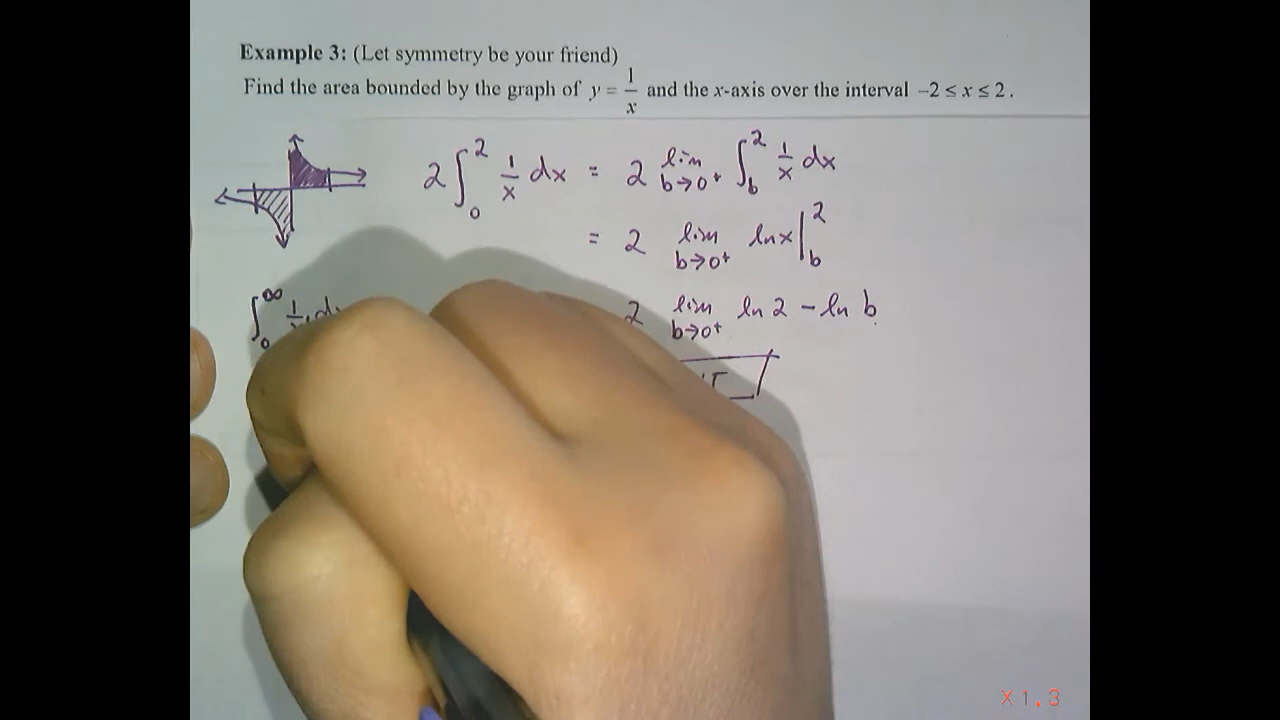 Example 3: (Let symmetry be your friend)
Find the area bounded by the graph of y = 1/x and the x-axis over the interval −2 ≤ x ≤ 2.
2 ∫₀² 1/x dx = 2 lim b→0⁺ ∫_b² 1/x dx
= 2 lim b→0⁺ ln x |_b²
2 lim b→0⁺ ln 2 − ln b
∫₀^∞
X1,3